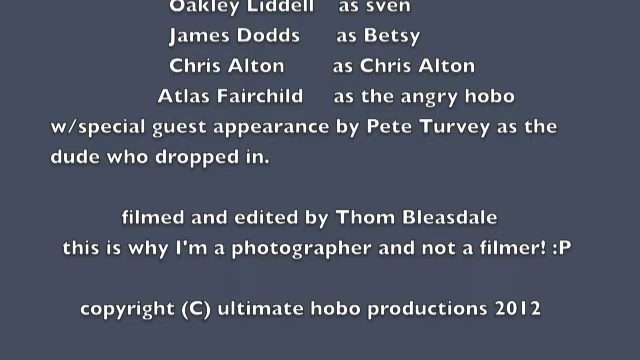 Oakley Liddell as sven
James Dodds as Betsy
Chris Alton as Chris Alton
Atlas Fairchild as the angry hobo
w/special guest appearance by Pete Turvey as the
dude who dropped in.
filmed and edited by Thom Bleasdale
this is why I'm a photographer and not a filmer! :P
copyright (C) ultimate hobo productions 2012